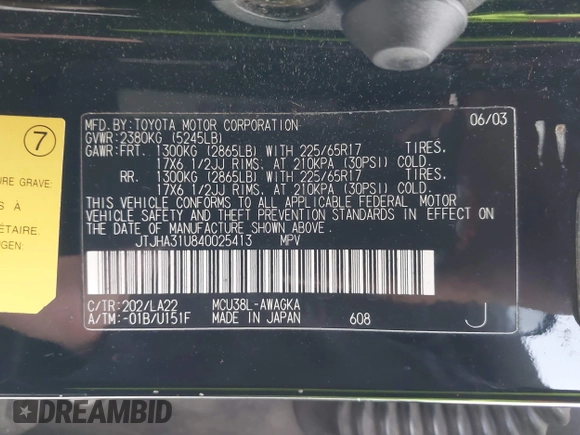 7
URE GRAVE:
S À
IÉTAIRE
NGEN.
MFD.BY:TOYOTA MOTOR CORPORATION 06/03
GVWR:2380KG (5245LB)
GAWR:FRT. 1300KG (2865LB) WITH 225/65R17 TIRES.
17X6 1/2JJ RIMS. AT 210KPA (30PSI) COLD.
RR. 1300KG (2865LB) WITH 225/65R17 TIRES.
17X6 1/2JJ RIMS. AT 210KPA (30PSI) COLD.
THIS VEHICLE CONFORMS TO ALL APPLICABLE FEDERAL MOTOR
VEHICLE SAFETY AND THEFT PREVENTION STANDARDS IN EFFECT ON
THE DATE OF MANUFACTURE SHOWN ABOVE.
JTJHA31U840025413 MPV
C/TR:202/LA22 MCU38L-AWAGKA
A/TM:-01B/U151F MADE IN JAPAN 608 J
DREAMBID